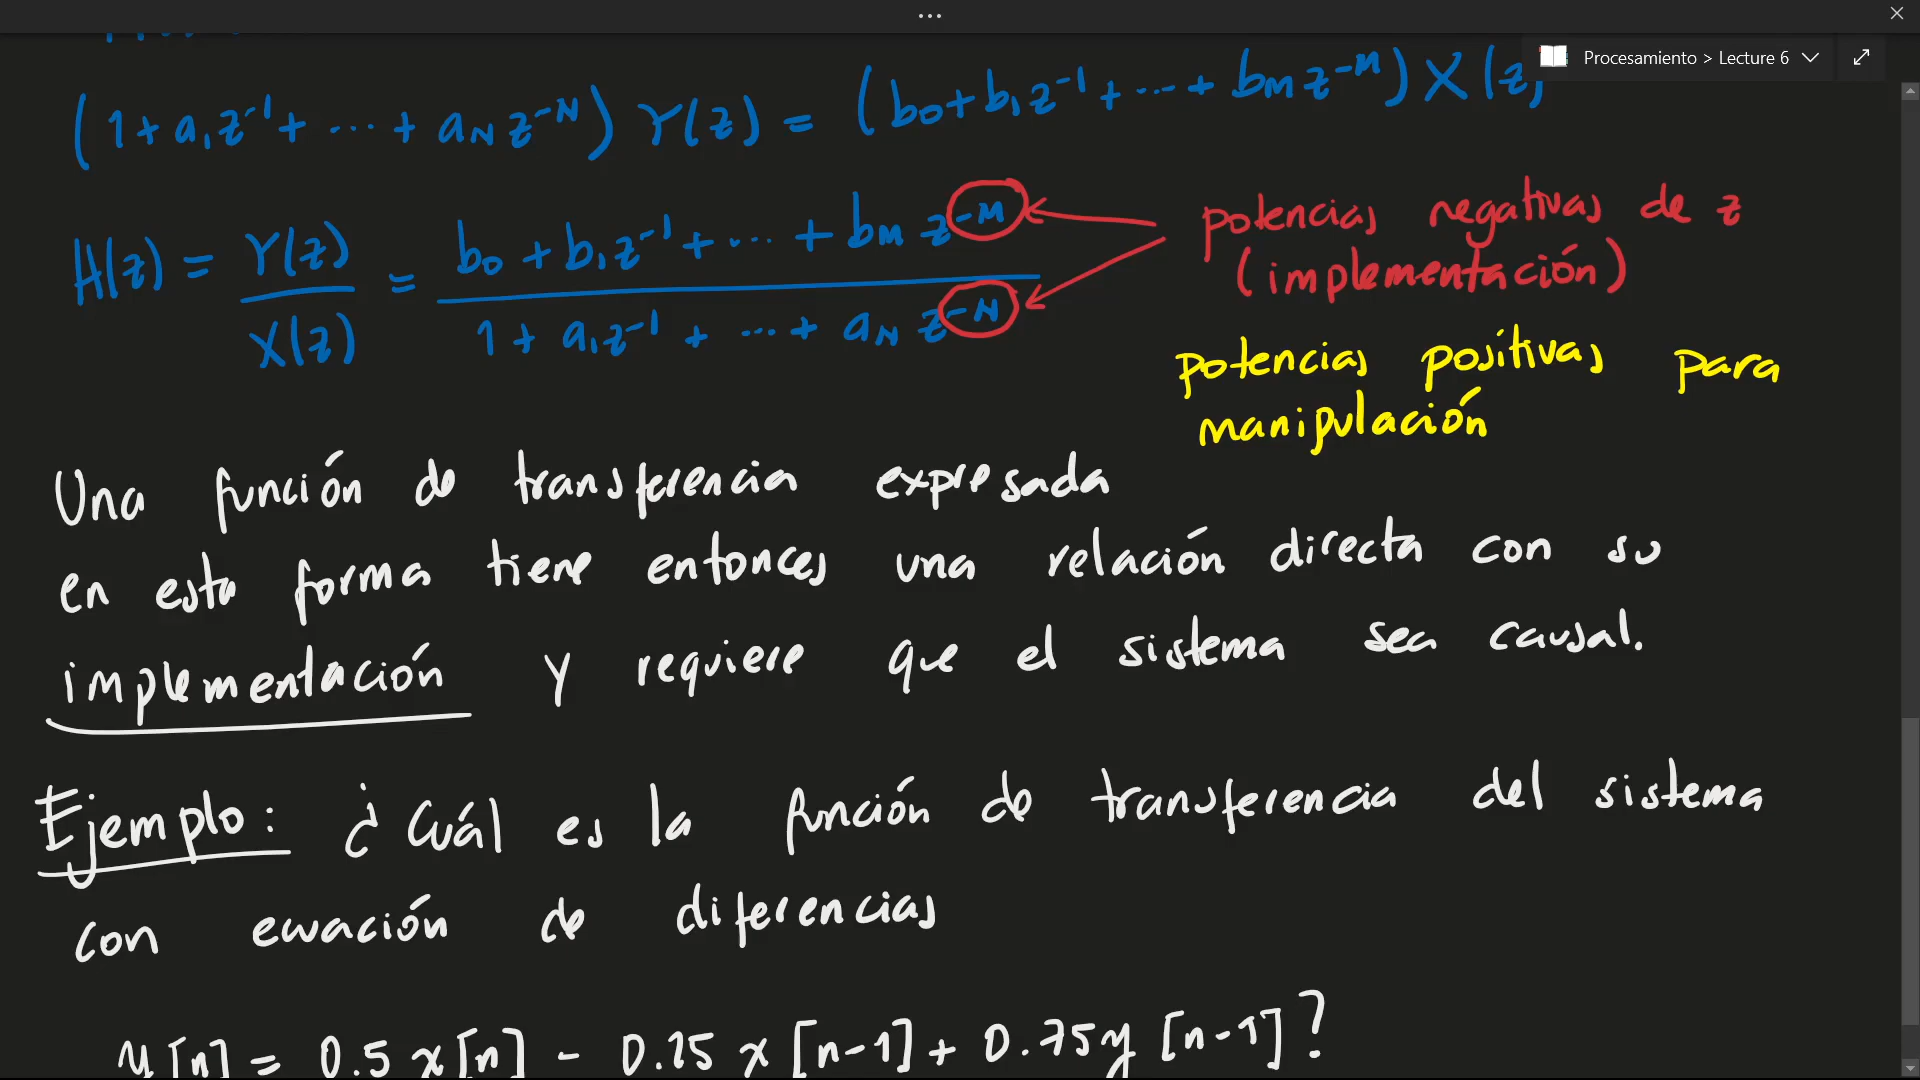 Procesamiento > Lecture 6
(1 + a₁z⁻¹ + ⋯ + a_N z^{-N}) Y(z) = (b₀ + b₁z⁻¹ + ⋯ + b_M z^{-M}) X(z)
H(z) = Y(z)/X(z) = (b₀ + b₁z⁻¹ + ⋯ + b_M z^{-M})/(1 + a₁z⁻¹ + ⋯ + a_N z^{-N})
potencias negativas de z
(implementación)
potencias positivas para
manipulación
Una función de transferencia expresada
en esta forma tiene entonces una relación directa con su
implementación y requiere que el sistema sea causal.
Ejemplo: ¿Cuál es la función de transferencia del sistema
con ecuación de diferencias
y[n] = 0.5 x[n] - 0.25 x[n-1] + 0.75y[n-1]?